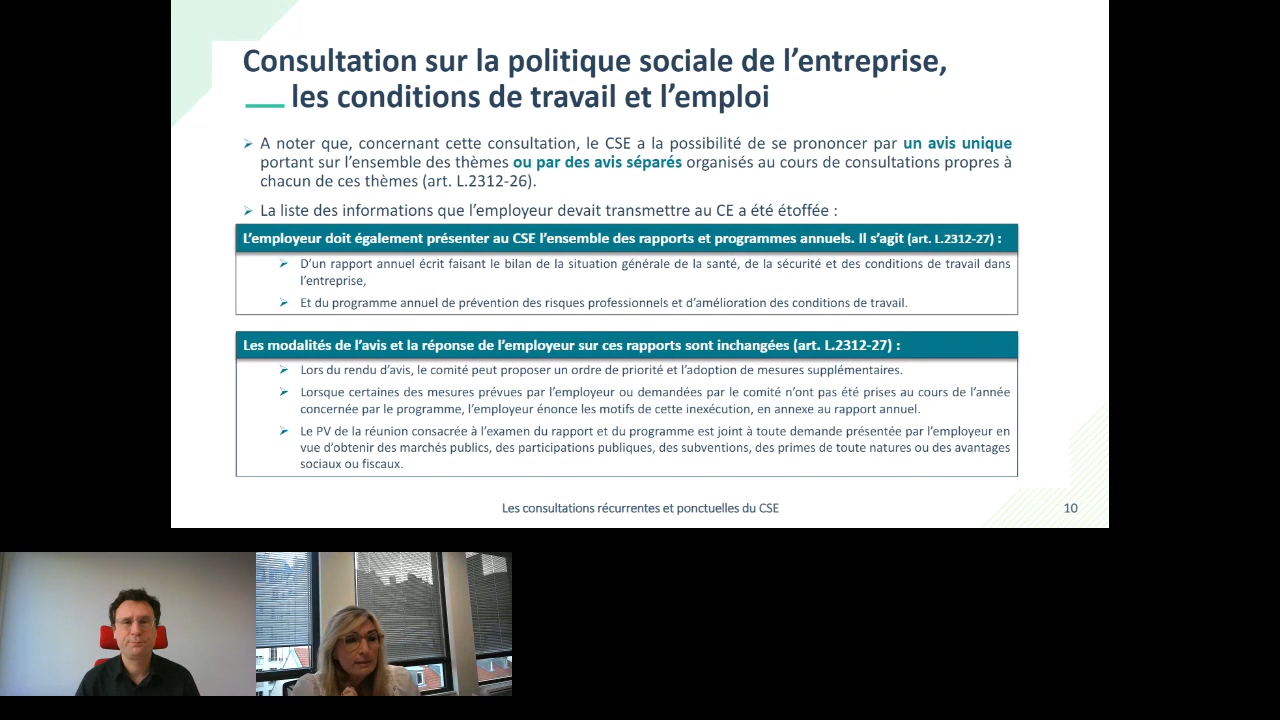 Consultation sur la politique sociale de l’entreprise,
les conditions de travail et l’emploi
A noter que, concernant cette consultation, le CSE a la possibilité de se prononcer par un avis unique
portant sur l’ensemble des thèmes ou par des avis séparés organisés au cours de consultations propres à
chacun de ces thèmes (art. L.2312-26).
La liste des informations que l’employeur devait transmettre au CE a été étoffée :
L’employeur doit également présenter au CSE l’ensemble des rapports et programmes annuels. Il s’agit (art. L.2312-27) :
D’un rapport annuel écrit faisant le bilan de la situation générale de la santé, de la sécurité et des conditions de travail dans
l’entreprise,
Et du programme annuel de prévention des risques professionnels et d’amélioration des conditions de travail.
Les modalités de l’avis et la réponse de l’employeur sur ces rapports sont inchangées (art. L.2312-27) :
Lors du rendu d’avis, le comité peut proposer un ordre de priorité et l’adoption de mesures supplémentaires.
Lorsque certaines des mesures prévues par l’employeur ou demandées par le comité n’ont pas été prises au cours de l’année
concernée par le programme, l’employeur énonce les motifs de cette inexécution, en annexe au rapport annuel.
Le PV de la réunion consacrée à l’examen du rapport et du programme est joint à toute demande présentée par l’employeur en
vue d’obtenir des marchés publics, des participations publiques, des subventions, des primes de toute natures ou des avantages
sociaux ou fiscaux.
Les consultations récurrentes et ponctuelles du CSE
10